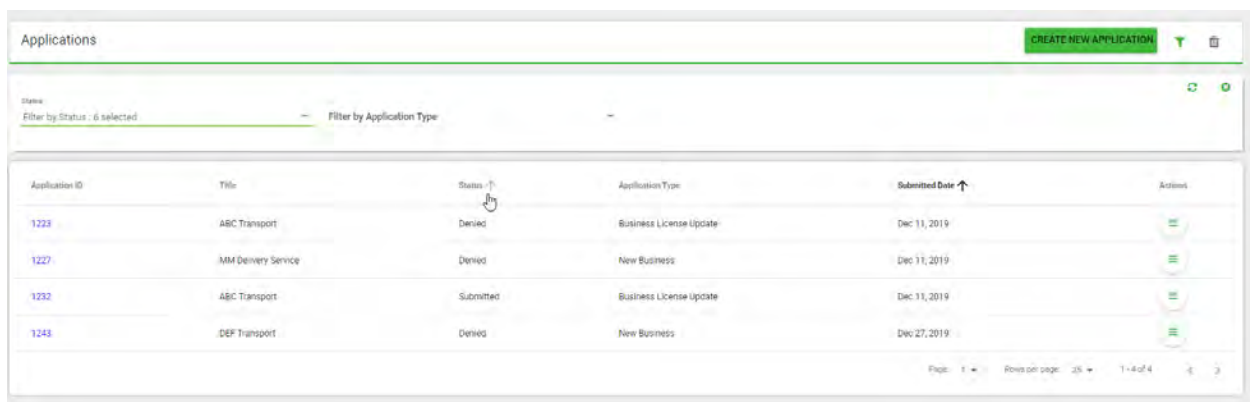 Applications
CREATE NEW APPLICATION
Status
Filter by Status : 6 selected
Filter by Application Type
Application ID Title Status Application Type Submitted Date Actions
1223 ABC Transport Denied Business License Update Dec 11, 2019
1227 MM Delivery Service Denied New Business Dec 11, 2019
1232 ABC Transport Submitted Business License Update Dec 11, 2019
1243 DEF Transport Denied New Business Dec 27, 2019
Page: 1 Rows per page: 25 1 - 4 of 4